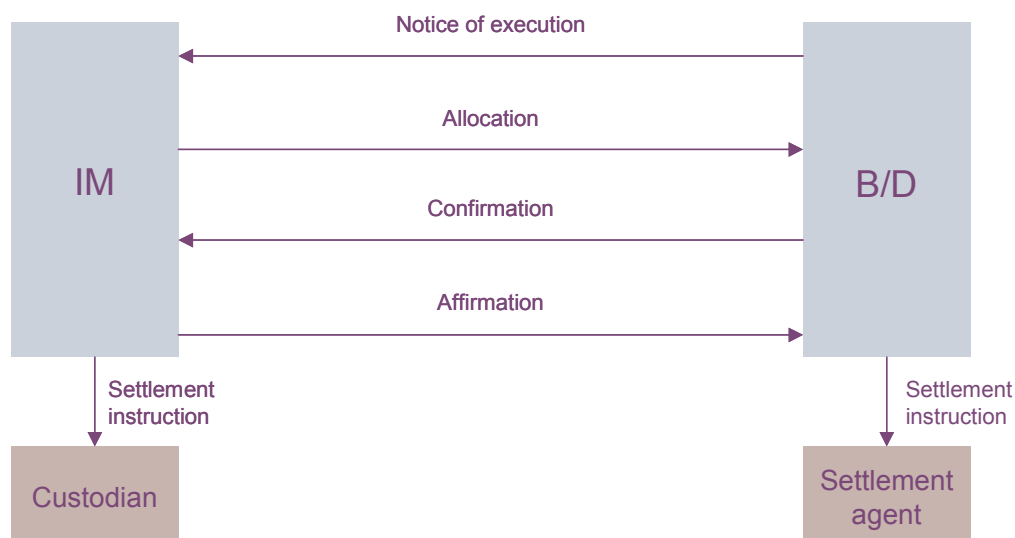 Notice of execution
Allocation
IM
B/D
Confirmation
Affirmation
Settlement
instruction
Settlement
instruction
Custodian
Settlement
agent